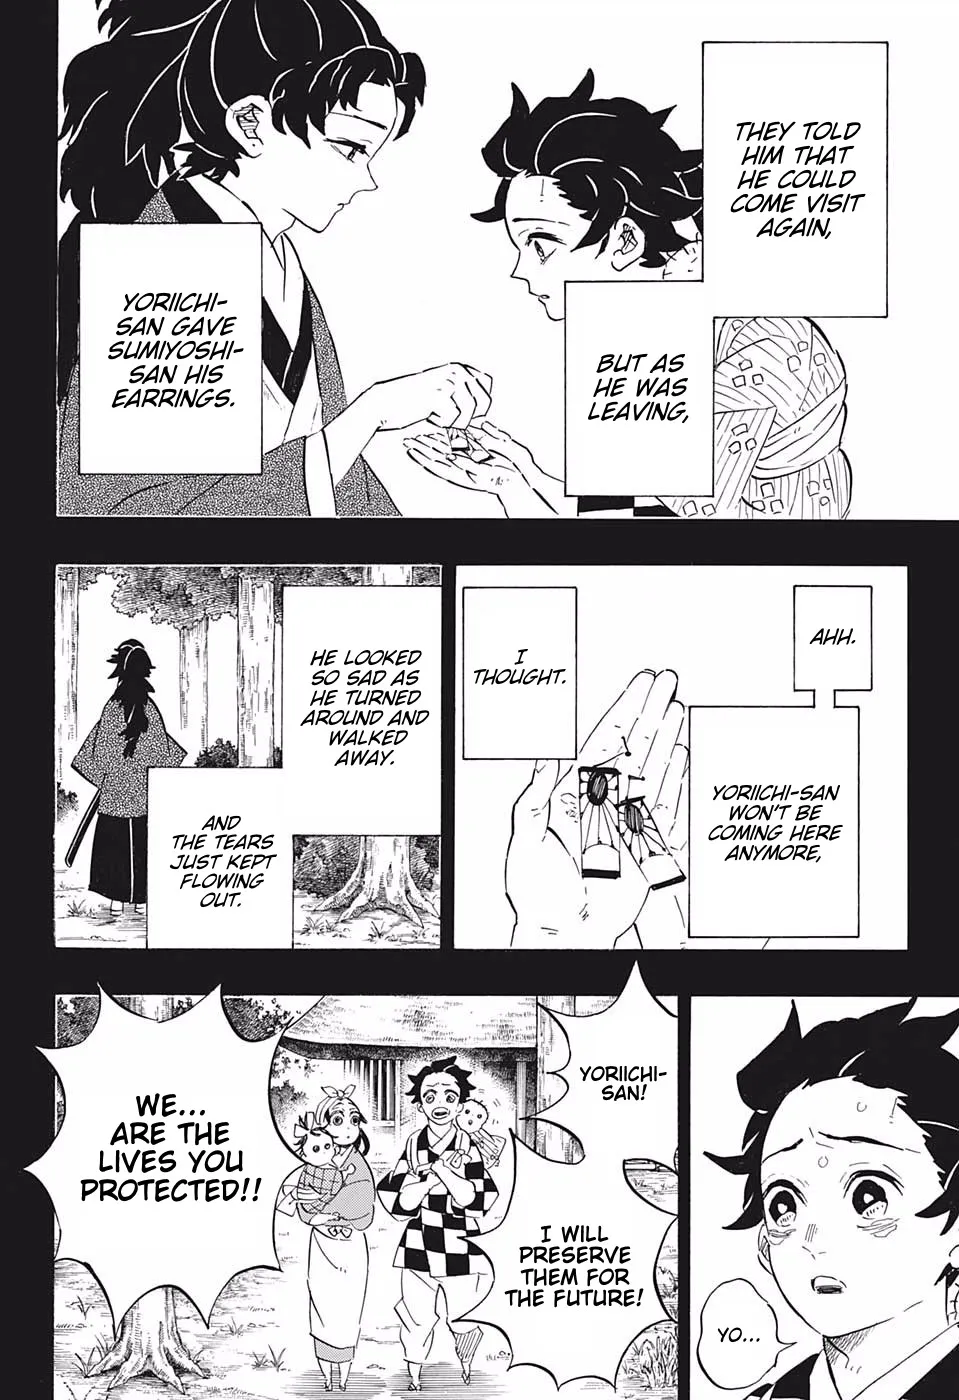 THEY TOLD
HIM THAT
HE COULD
COME VISIT
AGAIN,
BUT AS
HE WAS
LEAVING,
YORIICHI-
SAN GAVE
SUMIYOSHI-
SAN HIS
EARRINGS.
AHH.
YORIICHI-SAN
WON'T BE
COMING HERE
ANYMORE,
I
THOUGHT.
HE LOOKED
SO SAD AS
HE TURNED
AROUND AND
WALKED
AWAY.
AND
THE TEARS
JUST KEPT
FLOWING
OUT.
YO...
YORIICHI-
SAN!
WE...
ARE THE
LIVES YOU
PROTECTED!!
I WILL
PRESERVE
THEM FOR
THE FUTURE!